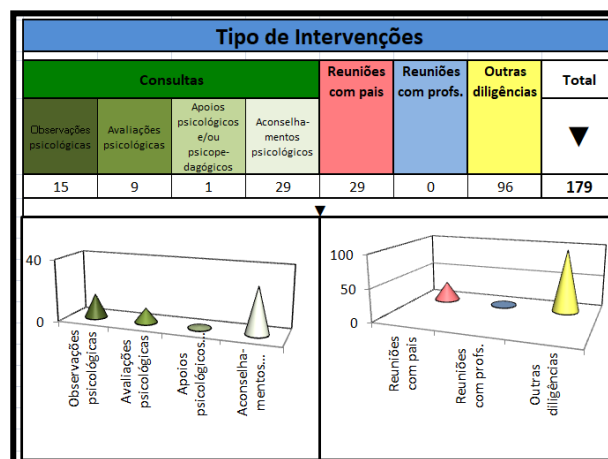 Tipo de Intervenções
Consultas
Reuniões
com pais
Reuniões
com profs.
Outras
diligências
Total
Observações
psicológicas
Avaliações
psicológicas
Apoios
psicológicos
e/ou
psicope-
dagógicos
Aconselha-
mentos
psicológicos
▼
15 9 1 29 29 0 96 179
▼
40
0
Observações
psicológicas
Avaliações
psicológicas
Apoios
psicológicos...
Aconselha-
mentos...
100
50
0
Reuniões
com pais
Reuniões
com profs.
Outras
diligências